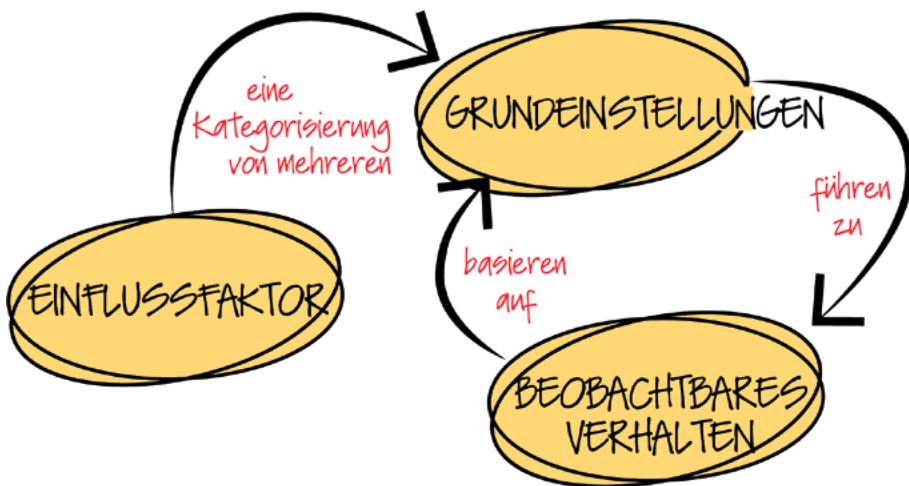 eine
Kategorisierung
von mehreren
GRUNDEINSTELLUNGEN
führen
zu
basieren
auf
EINFLUSSFAKTOR
BEOBACHTBARES
VERHALTEN